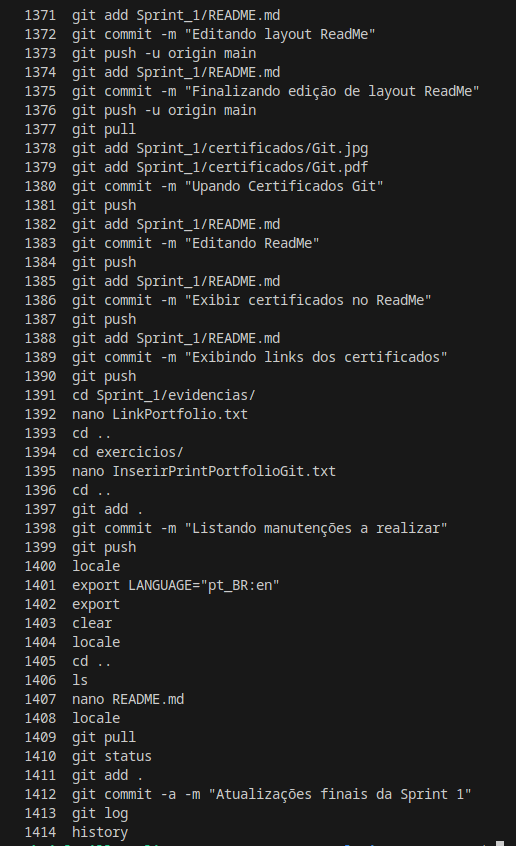 1371 git add Sprint_1/README.md
1372 git commit -m "Editando layout ReadMe"
1373 git push -u origin main
1374 git add Sprint_1/README.md
1375 git commit -m "Finalizando edição de layout ReadMe"
1376 git push -u origin main
1377 git pull
1378 git add Sprint_1/certificados/Git.jpg
1379 git add Sprint_1/certificados/Git.pdf
1380 git commit -m "Upando Certificados Git"
1381 git push
1382 git add Sprint_1/README.md
1383 git commit -m "Editando ReadMe"
1384 git push
1385 git add Sprint_1/README.md
1386 git commit -m "Exibir certificados no ReadMe"
1387 git push
1388 git add Sprint_1/README.md
1389 git commit -m "Exibindo links dos certificados"
1390 git push
1391 cd Sprint_1/evidencias/
1392 nano LinkPortfolio.txt
1393 cd ..
1394 cd exercicios/
1395 nano InserirPrintPortfolioGit.txt
1396 cd ..
1397 git add .
1398 git commit -m "Listando manutenções a realizar"
1399 git push
1400 locale
1401 export LANGUAGE="pt_BR:en"
1402 export
1403 clear
1404 locale
1405 cd ..
1406 ls
1407 nano README.md
1408 locale
1409 git pull
1410 git status
1411 git add .
1412 git commit -a -m "Atualizações finais da Sprint 1"
1413 git log
1414 history